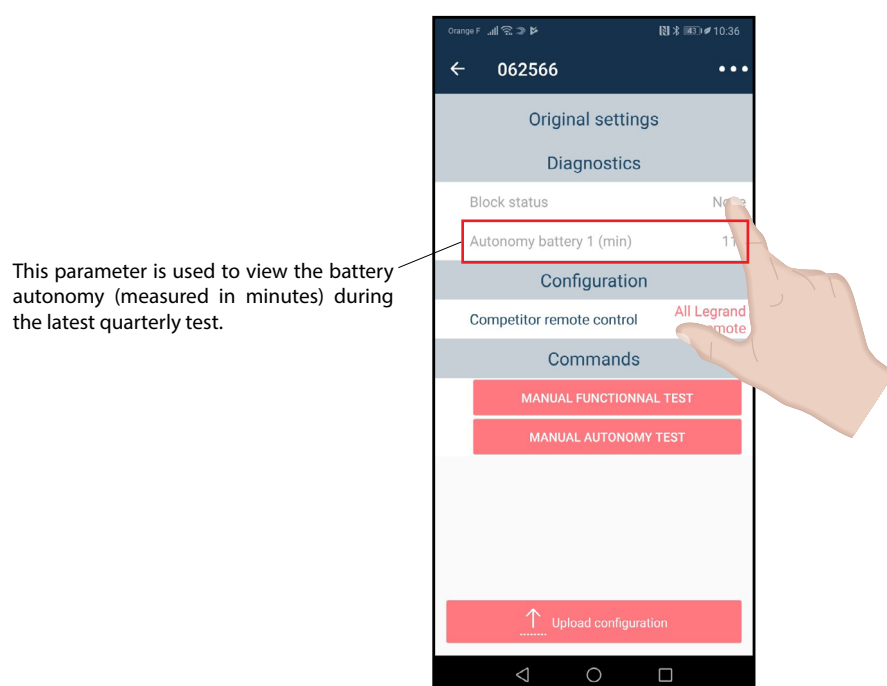 Orange F 43 10:36
062566
Original settings
Diagnostics
Block status
Autonomy battery 1 (min)
This parameter is used to view the battery
autonomy (measured in minutes) during
the latest quarterly test.
Configuration
Competitor remote control All Legrand
Commands
MANUAL FUNCTIONNAL TEST
MANUAL AUTONOMY TEST
Upload configuration